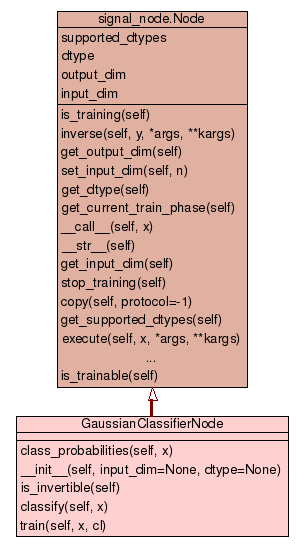 signal_node.Node
supported_dtypes
dtype
output_dim
input_dim
is_training(self)
inverse(self, y, *args, **kargs)
get_output_dim(self)
set_input_dim(self, n)
get_dtype(self)
get_current_train_phase(self)
__call__(self, x)
__str__(self)
get_input_dim(self)
stop_training(self)
copy(self, protocol=-1)
get_supported_dtypes(self)
execute(self, x, *args, **kargs)
...
is_trainable(self)
GaussianClassifierNode
class_probabilities(self, x)
__init__(self, input_dim=None, dtype=None)
is_invertible(self)
classify(self, x)
train(self, x, cl)